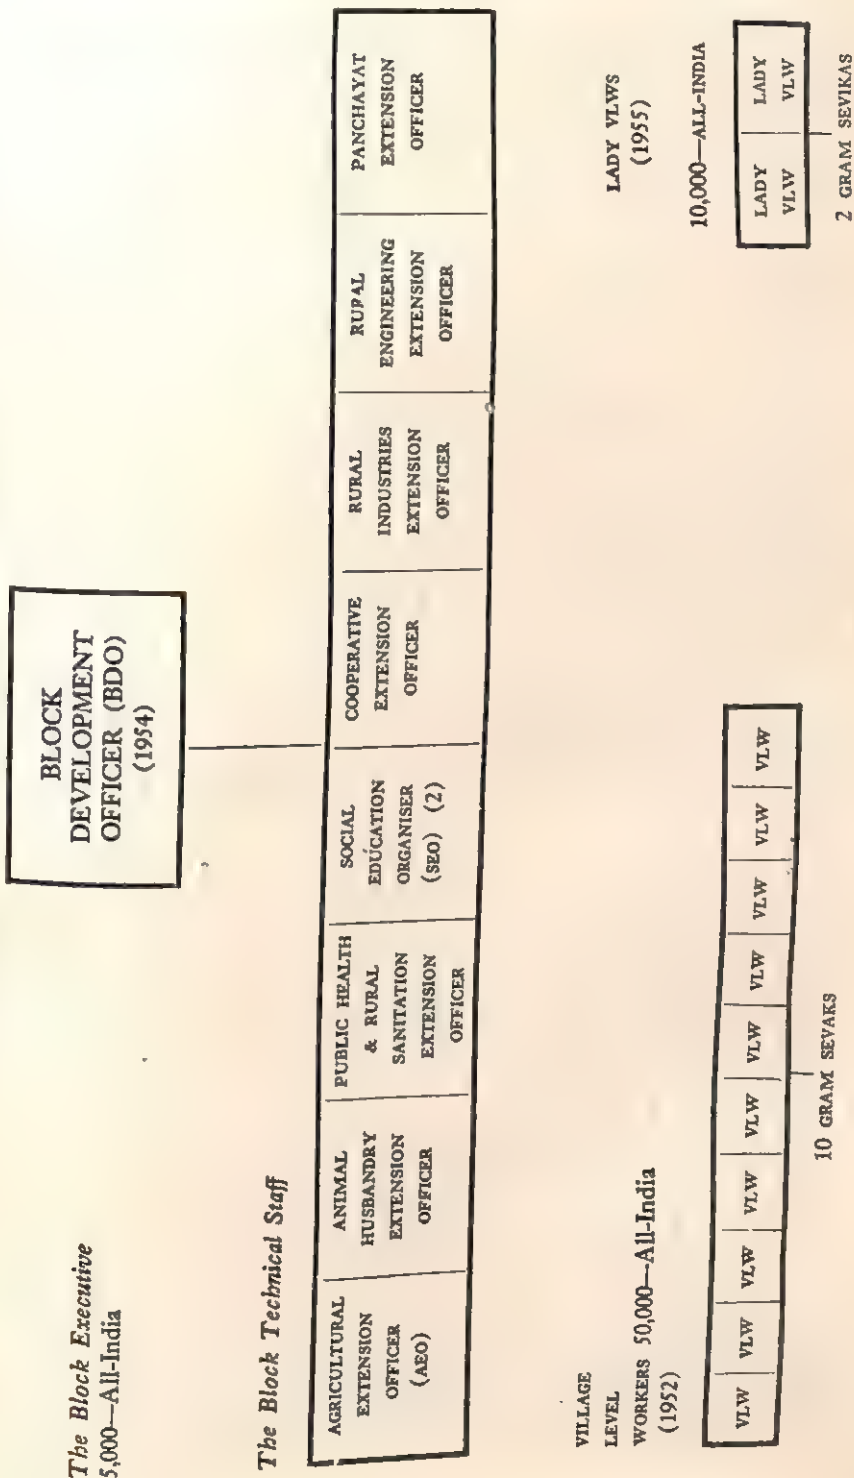 The Block Executive
5,000—All-India
BLOCK
DEVELOPMENT
OFFICER (BDO)
(1954)
The Block Technical Staff
AGRICULTURAL
EXTENSION
OFFICER
(AEO)
ANIMAL
HUSBANDRY
EXTENSION
OFFICER
PUBLIC HEALTH
& RURAL
SANITATION
EXTENSION
OFFICER
SOCIAL
EDUCATION
ORGANISER
(SEO) (2)
COOPERATIVE
EXTENSION
OFFICER
RURAL
INDUSTRIES
EXTENSION
OFFICER
RURAL
ENGINEERING
EXTENSION
OFFICER
PANCHAYAT
EXTENSION
OFFICER
VILLAGE
LEVEL
WORKERS 50,000—All-India
(1952)
VLW VLW VLW VLW VLW VLW VLW VLW VLW VLW
10 GRAM SEVAKS
LADY VLWS
(1955)
10,000—ALL-INDIA
LADY
VLW
LADY
VLW
2 GRAM SEVIKAS